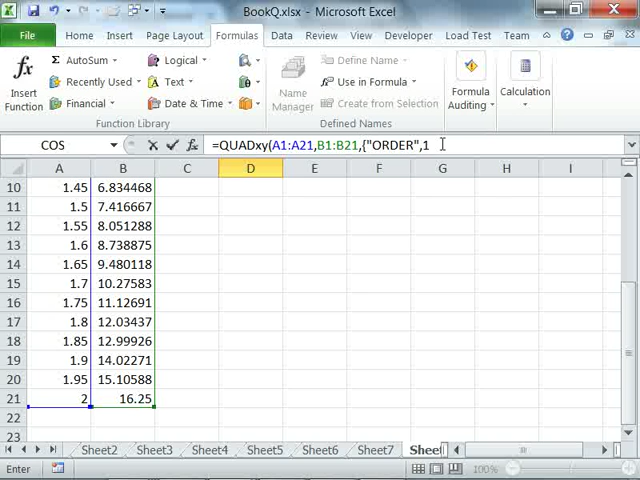 BookQ.xlsx - Microsoft Excel
File Home Insert Page Layout Formulas Data Review View Developer Load Test Team
AutoSum Logical Define Name
Recently Used Text Use in Formula
Financial Date & Time Create from Selection
Insert Function
Name Manager
Formula Auditing
Calculation
Function Library Defined Names
COS =QUADxy(A1:A21,B1:B21,{"ORDER",1
A B C D E F G H I
10 1.45 6.834468
11 1.5 7.416667
12 1.55 8.051288
13 1.6 8.738875
14 1.65 9.480118
15 1.7 10.27583
16 1.75 11.12691
17 1.8 12.03437
18 1.85 12.99926
19 1.9 14.02271
20 1.95 15.10588
21 2 16.25
22
23
Sheet2 Sheet3 Sheet4 Sheet5 Sheet6 Sheet7 Sheet
Enter 100%